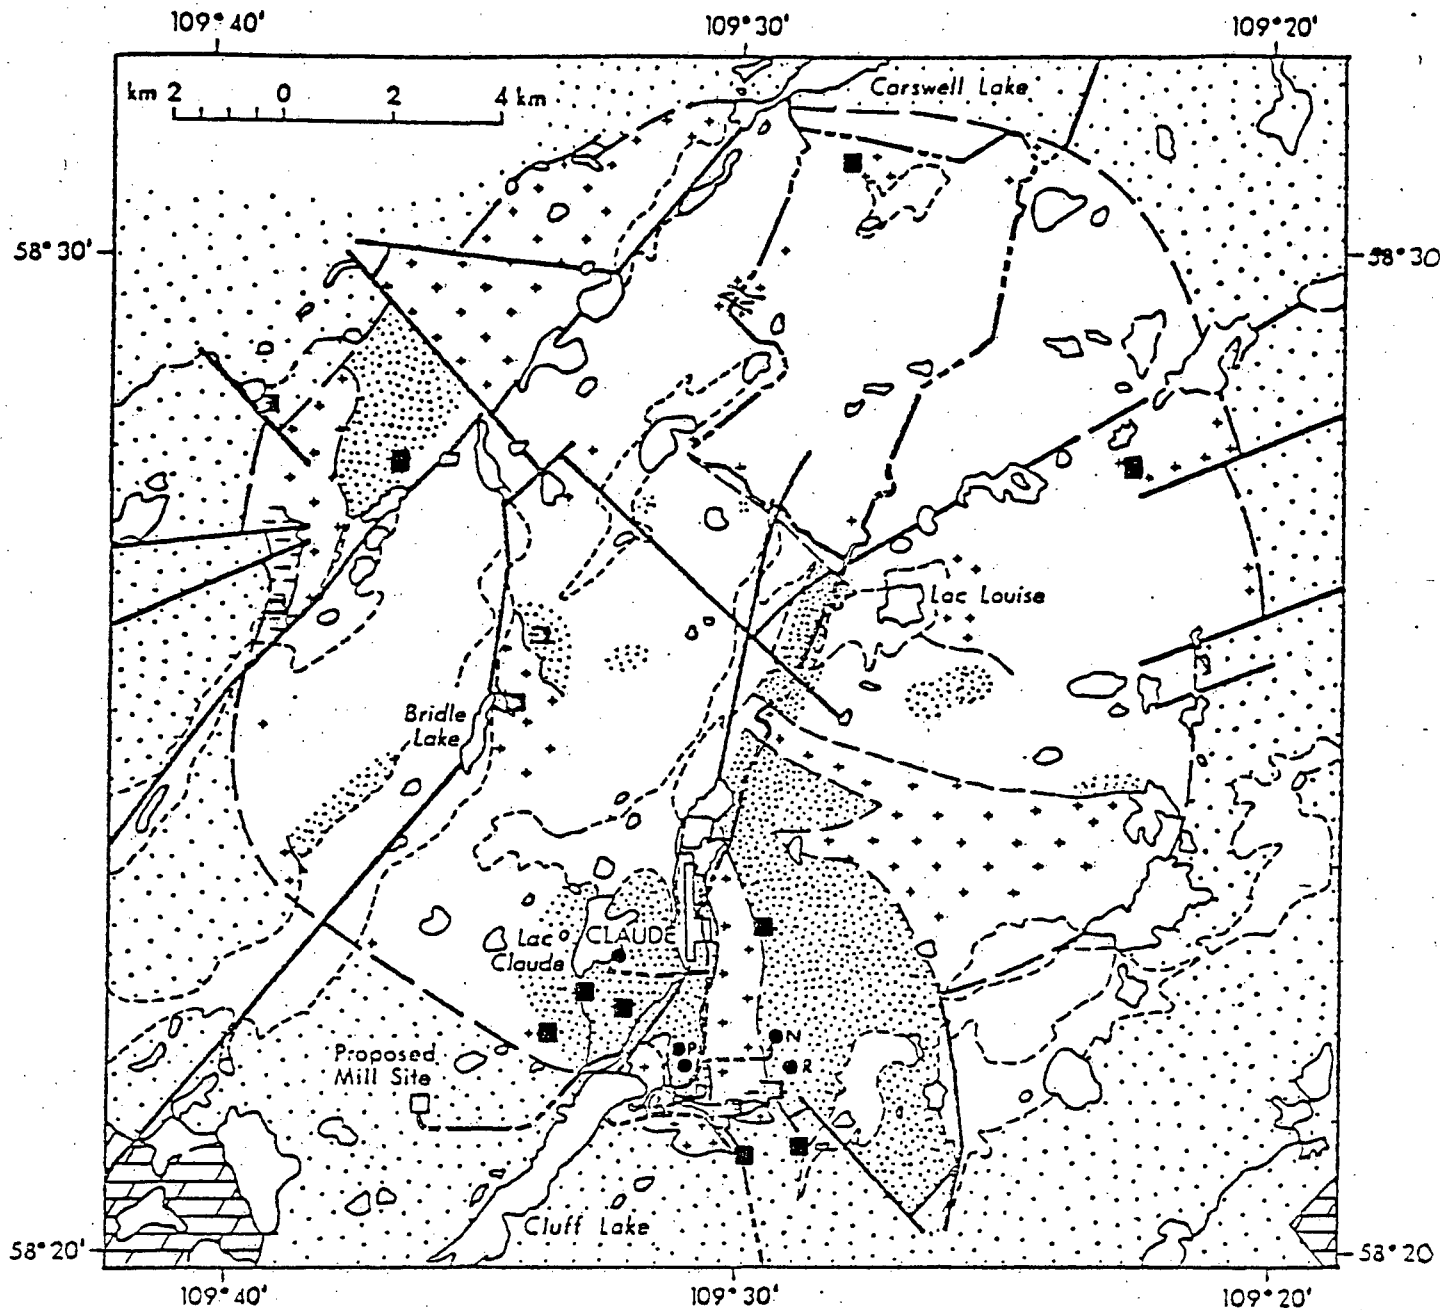 109°40' 109°30' 109°20'
km 2 0 2 4 km
Carswell Lake
58°30' 58°30
Lac Louise
Bridle
Lake
Lac CLAUDE
Claude
Proposed
Mill Site
P
N
R
Cluff Lake
58°20' 58°20
109°40' 109°30' 109°20'